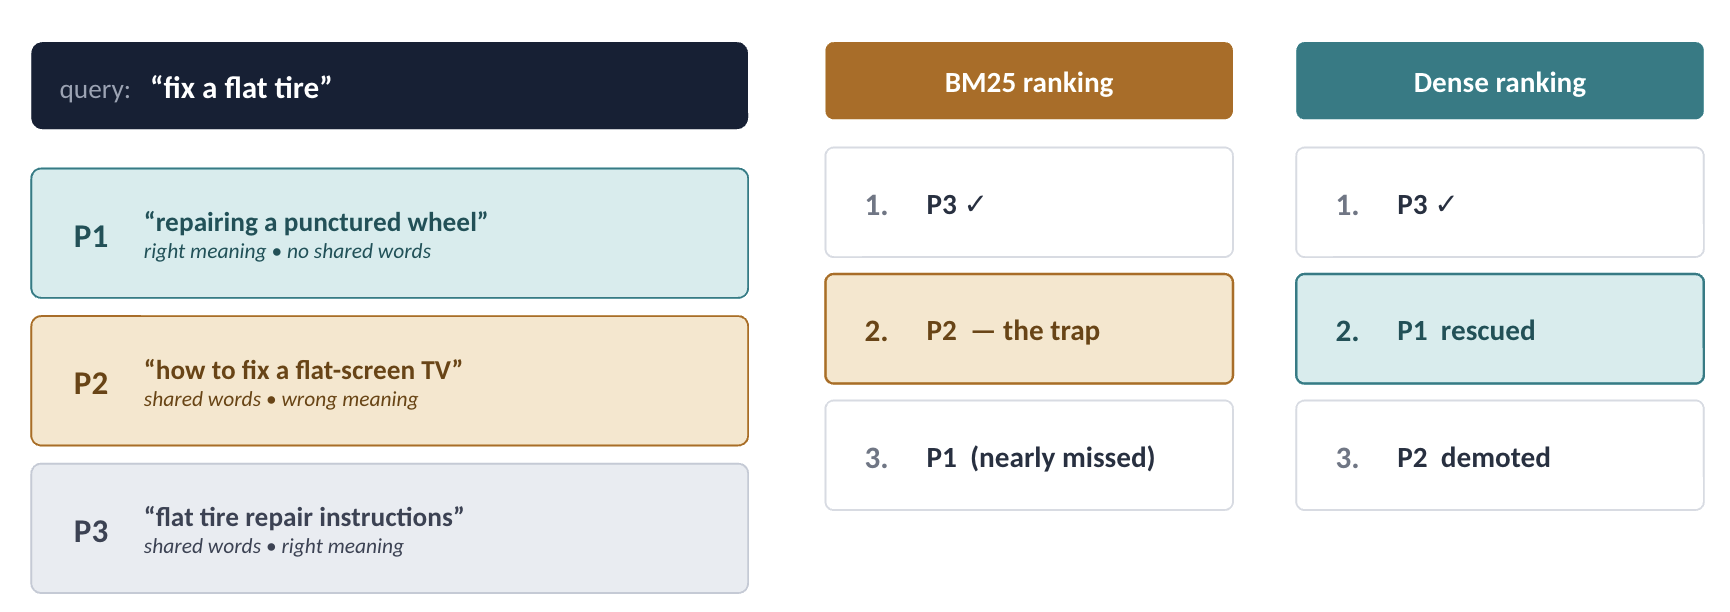 query: “fix a flat tire”
P1
“repairing a punctured wheel”
right meaning • no shared words
P2
“how to fix a flat-screen TV”
shared words • wrong meaning
P3
“flat tire repair instructions”
shared words • right meaning
BM25 ranking
1. P3 ✓
2. P2 — the trap
3. P1 (nearly missed)
Dense ranking
1. P3 ✓
2. P1 rescued
3. P2 demoted